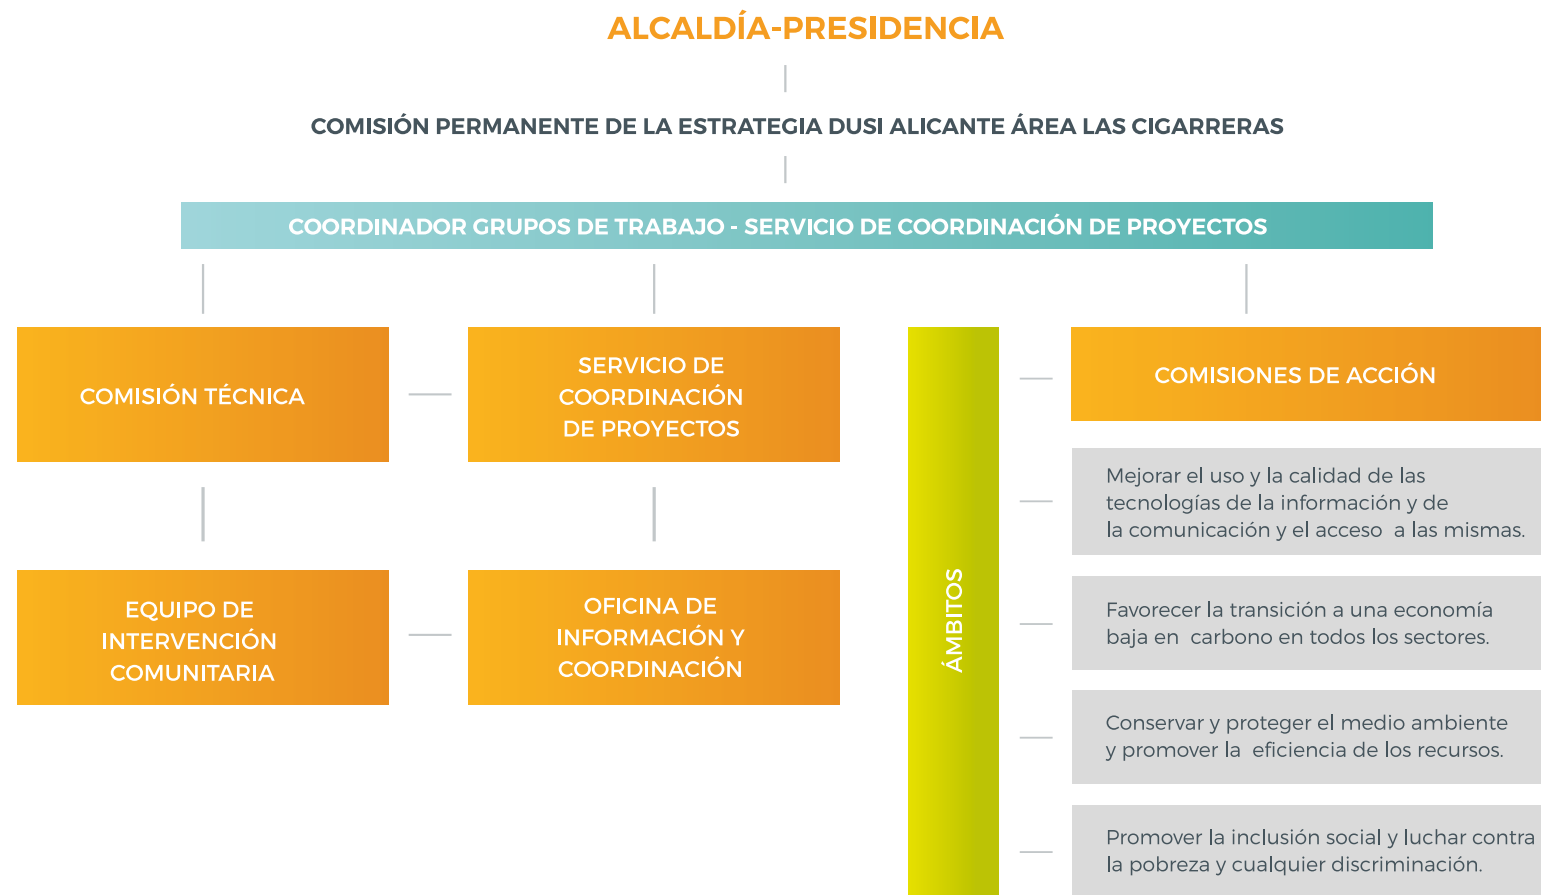 ALCALDÍA-PRESIDENCIA
COMISIÓN PERMANENTE DE LA ESTRATEGIA DUSI ALICANTE ÁREA LAS CIGARRERAS
COORDINADOR GRUPOS DE TRABAJO - SERVICIO DE COORDINACIÓN DE PROYECTOS
COMISIÓN TÉCNICA
SERVICIO DE
COORDINACIÓN
DE PROYECTOS
EQUIPO DE
INTERVENCIÓN
COMUNITARIA
OFICINA DE
INFORMACIÓN Y
COORDINACIÓN
ÁMBITOS
COMISIONES DE ACCIÓN
Mejorar el uso y la calidad de las
tecnologías de la información y de
la comunicación y el acceso a las mismas.
Favorecer la transición a una economía
baja en carbono en todos los sectores.
Conservar y proteger el medio ambiente
y promover la eficiencia de los recursos.
Promover la inclusión social y luchar contra
la pobreza y cualquier discriminación.